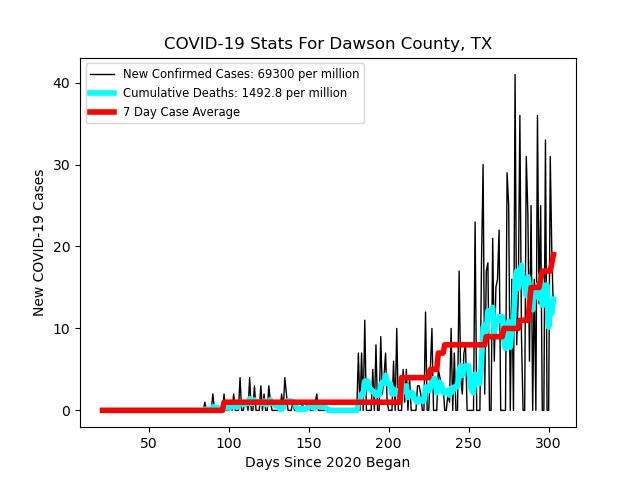 COVID-19 Stats For Dawson County, TX
New Confirmed Cases: 69300 per million
Cumulative Deaths: 1492.8 per million
7 Day Case Average
New COVID-19 Cases
40
30
20
10
0
50 100 150 200 250 300
Days Since 2020 Began